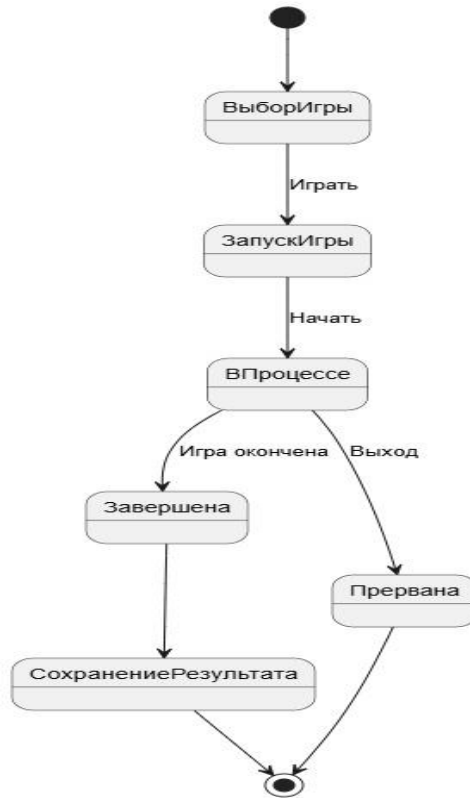 ВыборИгры
Играть
ЗапускИгры
Начать
ВПроцессе
Игра окончена
Выход
Завершена
Прервана
СохранениеРезультата